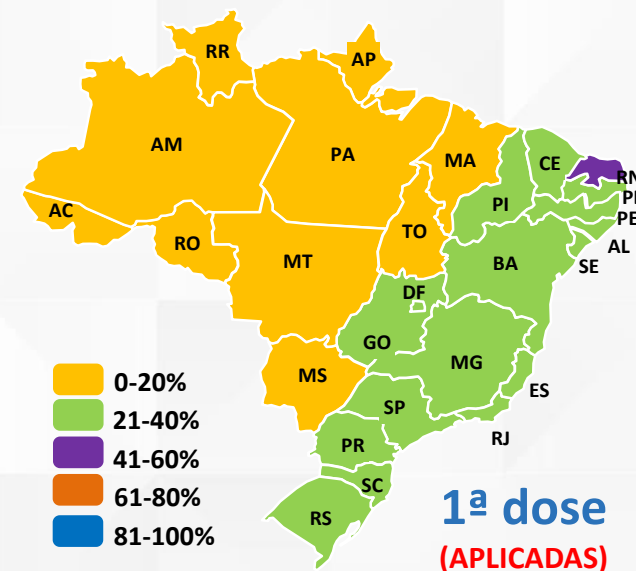 RR
AP
AM
PA
MA
CE
RN
PB
PE
AL
SE
PI
AC
RO
TO
BA
MT
DF
GO
MG
MS
ES
SP
RJ
PR
SC
RS
0-20%
21-40%
41-60%
61-80%
81-100%
1ª dose
(APLICADAS)